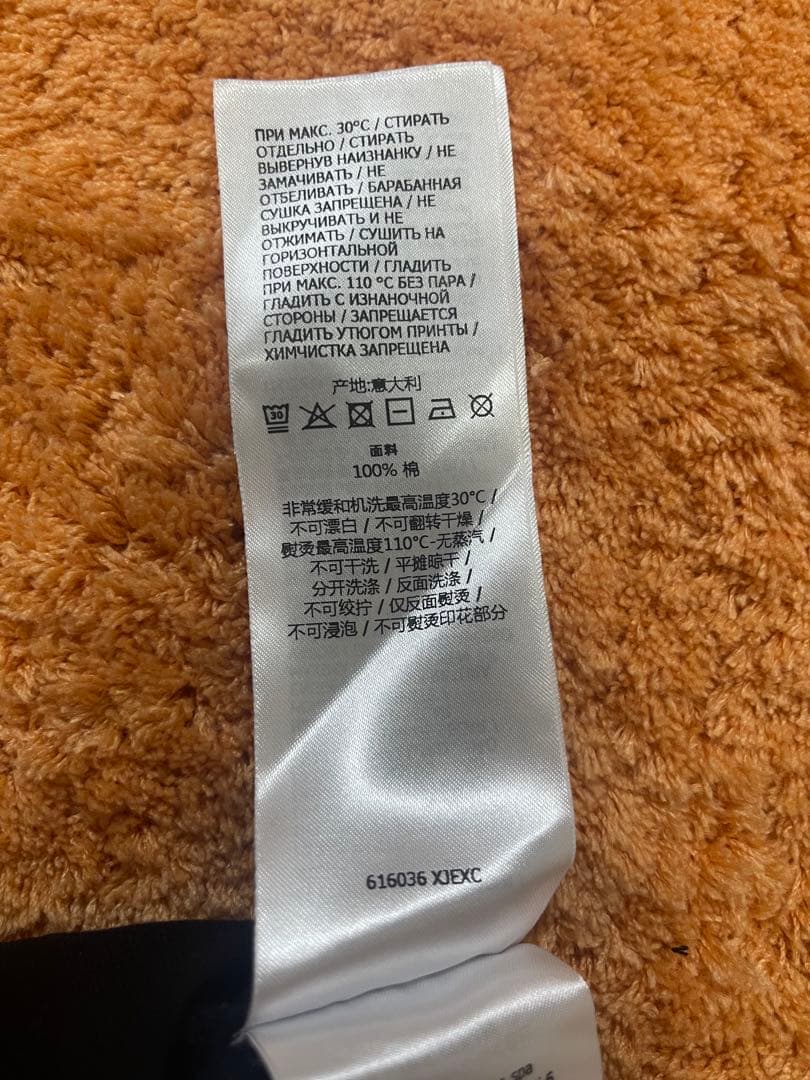 ПРИ МАКС. 30°C / СТИРАТЬ
ОТДЕЛЬНО / СТИРАТЬ
ВЫВЕРНУВ НАИЗНАНКУ / НЕ
ЗАМАЧИВАТЬ / НЕ
ОТБЕЛИВАТЬ / БАРАБАННАЯ
СУШКА ЗАПРЕЩЕНА / НЕ
ВЫКРУЧИВАТЬ И НЕ
ОТЖИМАТЬ / СУШИТЬ НА
ГОРИЗОНТАЛЬНОЙ
ПОВЕРХНОСТИ / ГЛАДИТЬ
ПРИ МАКС. 110 °C БЕЗ ПАРА /
ГЛАДИТЬ С ИЗНАНОЧНОЙ
СТОРОНЫ / ЗАПРЕЩАЕТСЯ
ГЛАДИТЬ УТЮГОМ ПРИНТЫ /
ХИМЧИСТКА ЗАПРЕЩЕНА
产地:意大利
30
面料
100% 棉
非常缓和机洗最高温度30°C /
不可漂白 / 不可翻转干燥 /
熨烫最高温度110°C-无蒸汽 /
不可干洗 / 平摊晾干 /
分开洗涤 / 反面洗涤 /
不可绞拧 / 仅反面熨烫 /
不可浸泡 / 不可熨烫印花部分
616036 XJEXC
spa